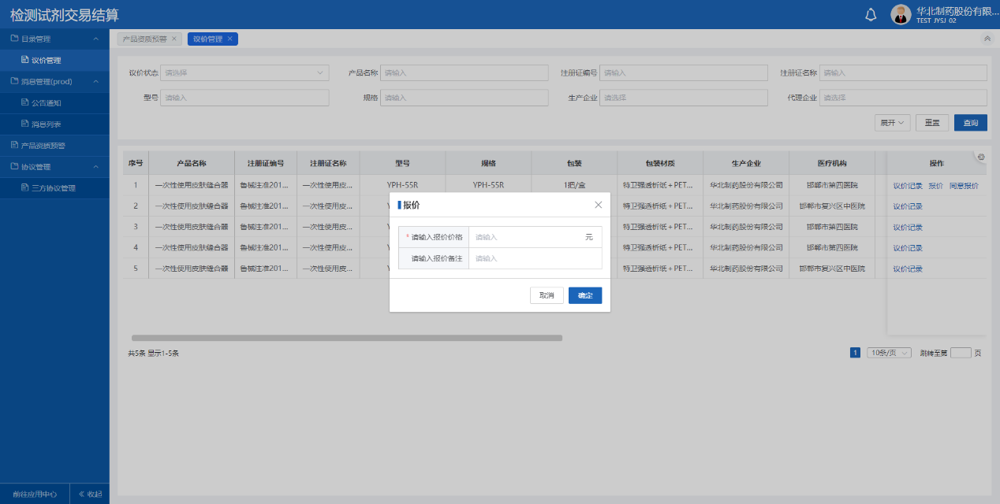 检测试剂交易结算
华北制药股份有限...
TEST JYSJ 02
目录管理
议价管理
消息管理(prod)
公告通知
消息列表
产品资质预警
协议管理
三方协议管理
前往应用中心 收起
产品资质预警 × 议价管理 ×
议价状态 请选择 产品名称 请输入 注册证编号 请输入 注册证名称 请输入
型号 请输入 规格 请输入 生产企业 请选择 代理企业 请选择
展开 重置 查询
序号 产品名称 注册证编号 注册证名称 型号 规格 包装 包装材质 生产企业 医疗机构 操作
1 一次性使用皮肤缝合器 鲁械注准201... 一次性使用皮... YPH-55R YPH-55R 1把/盒 特卫强透析纸+PET... 华北制药股份有限公司 邯郸市第四医院 议价记录 报价 同意报价
2 一次性使用皮肤缝合器 鲁械注准201... 一次性使用皮... 特卫强透析纸+PET... 华北制药股份有限公司 邯郸市复兴区中医院 议价记录
3 一次性使用皮肤缝合器 鲁械注准201... 一次性使用皮... 特卫强透析纸+PET... 华北制药股份有限公司 邯郸市第四医院 议价记录
4 一次性使用皮肤缝合器 鲁械注准201... 一次性使用皮... 特卫强透析纸+PET... 华北制药股份有限公司 邯郸市第四医院 议价记录
5 一次性使用皮肤缝合器 鲁械注准201... 一次性使用皮... 特卫强透析纸+PET... 华北制药股份有限公司 邯郸市复兴区中医院 议价记录
报价
* 请输入报价价格 请输入 元
请输入报价备注 请输入
取消 确定
共5条 显示1-5条
1 10条/页 跳转至第 页